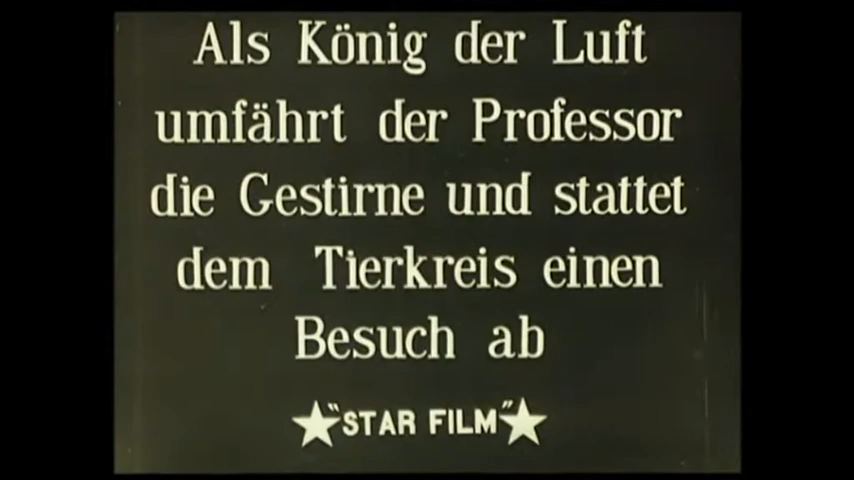 Als König der Luft
umfährt der Professor
die Gestirne und stattet
dem Tierkreis einen
Besuch ab
★"STAR FILM"★